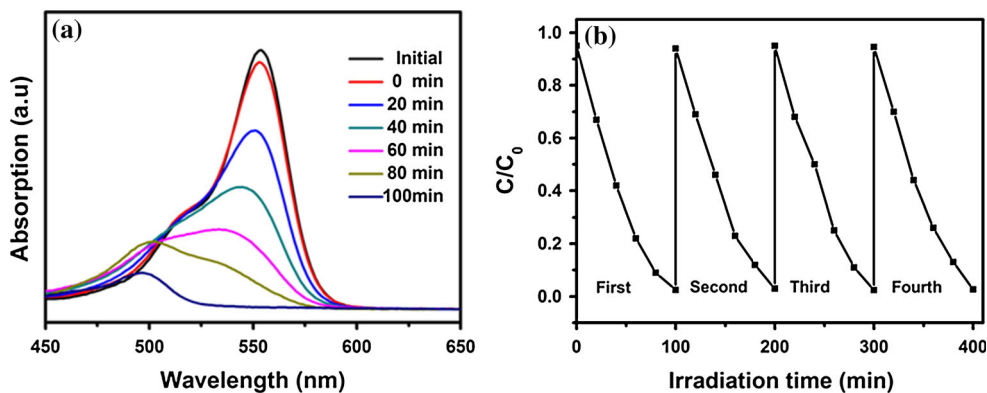 (a)
Absorption (a.u)
Initial
0 min
20 min
40 min
60 min
80 min
100min
450
500
550
600
650
Wavelength (nm)
(b)
C/C0
1.0
0.8
0.6
0.4
0.2
0.0
First
Second
Third
Fourth
0
100
200
300
400
Irradiation time (min)